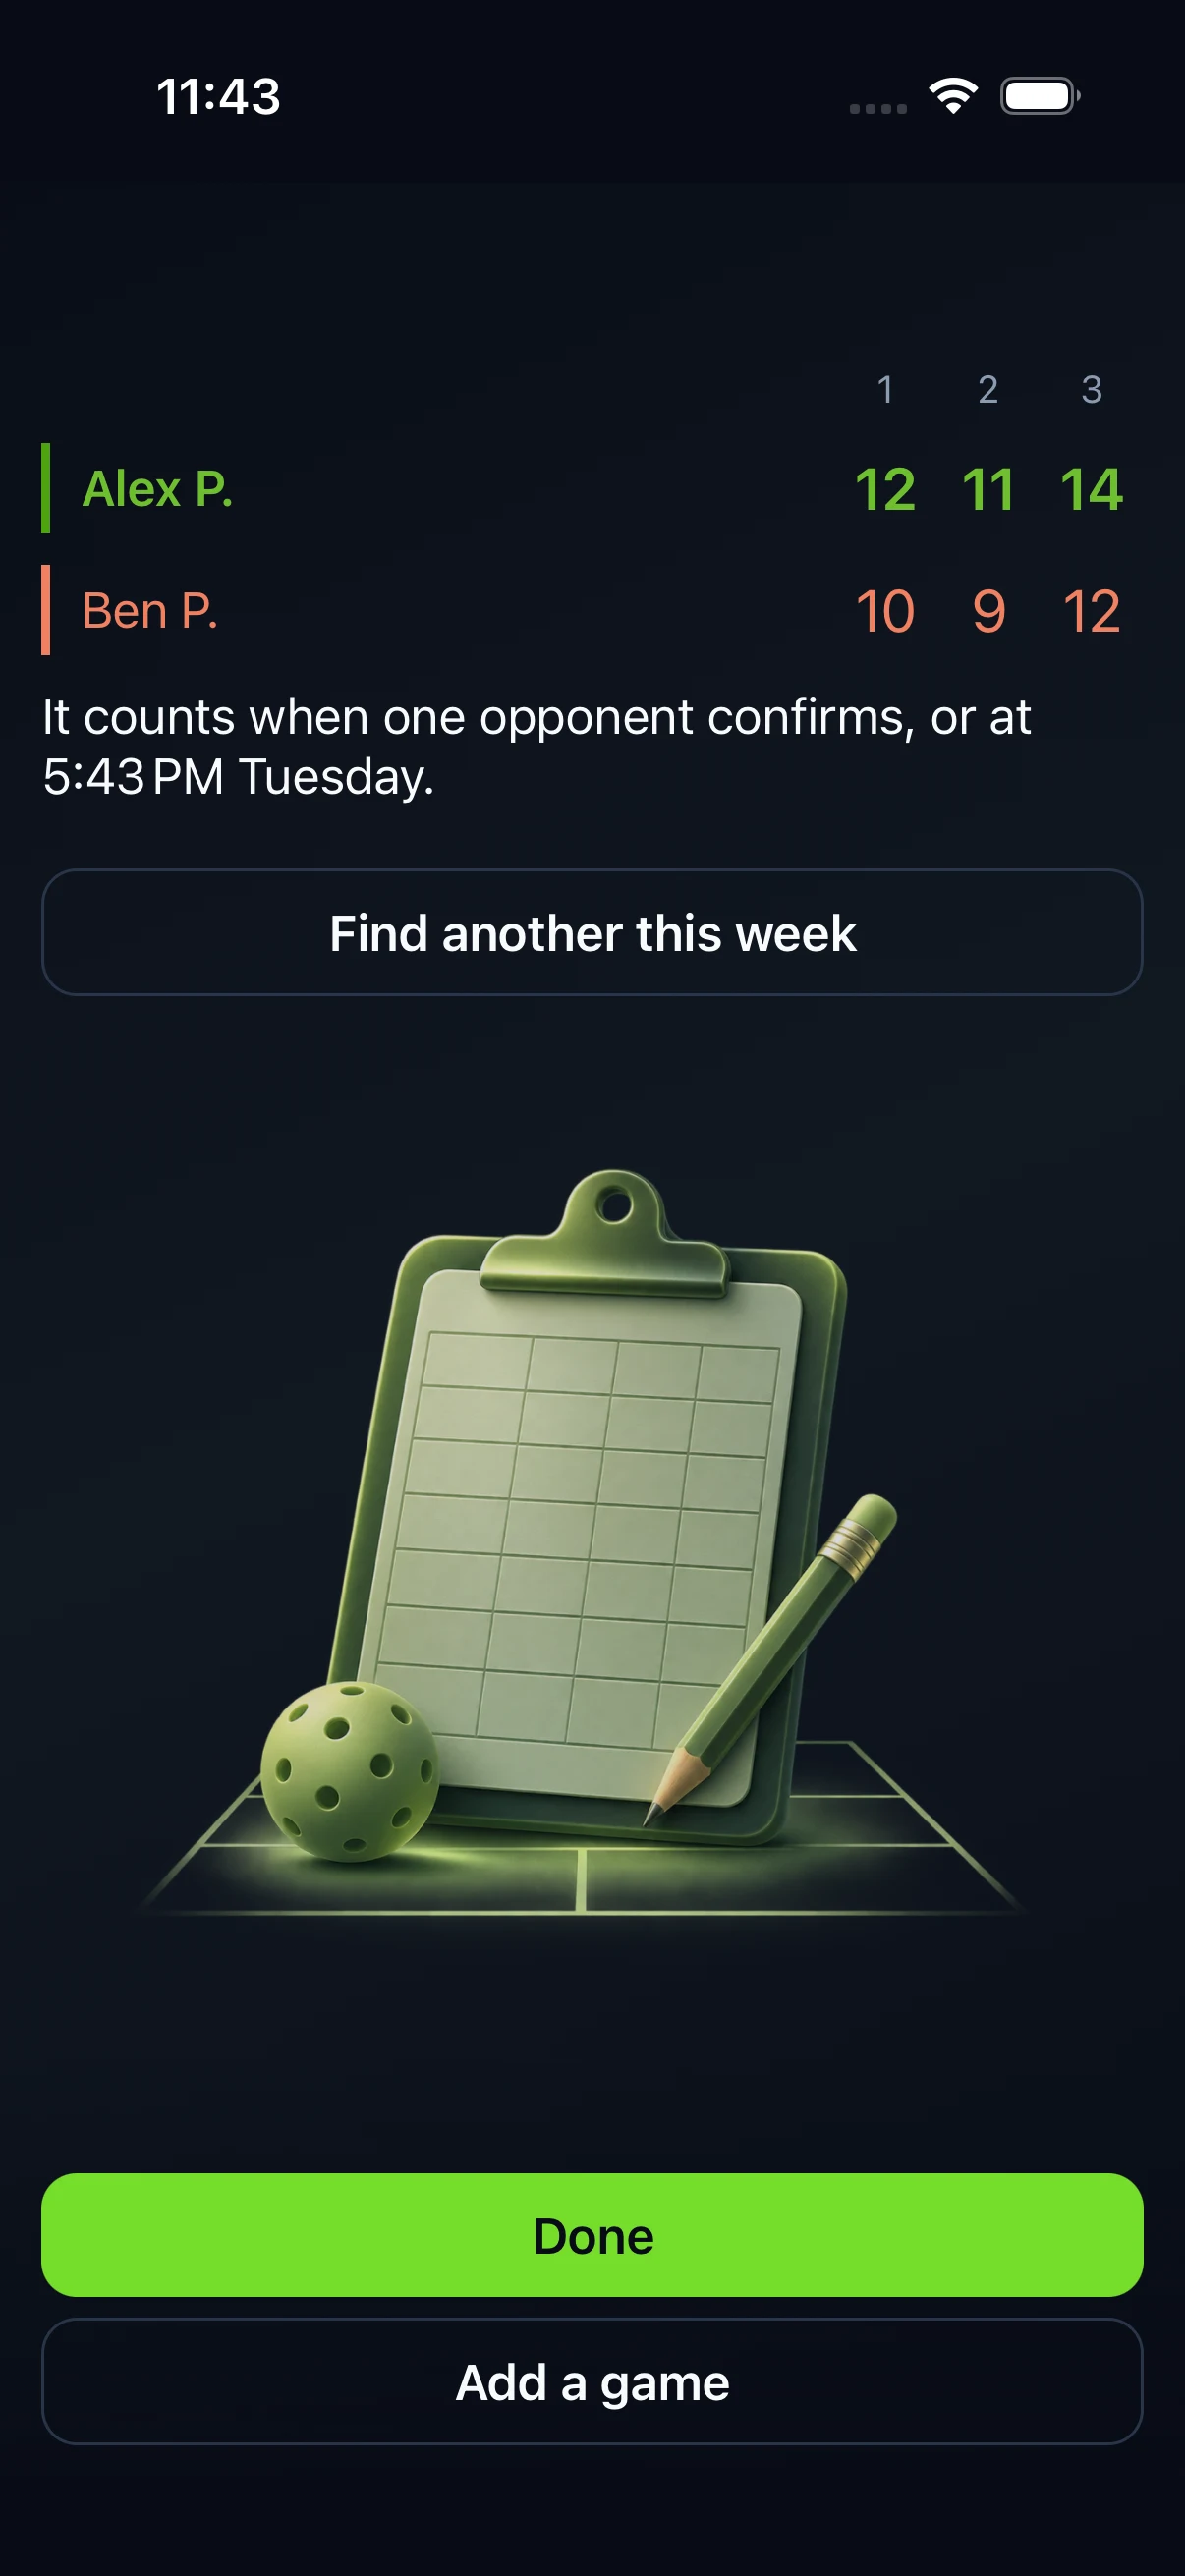 11:43
1 2 3
Alex P. 12 11 14
Ben P. 10 9 12
It counts when one opponent confirms, or at
5:43 PM Tuesday.
Find another this week
Done
Add a game